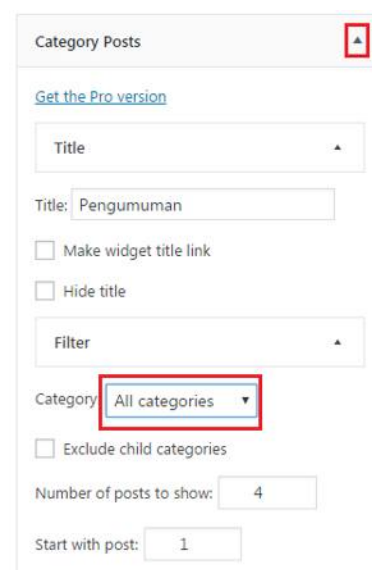 Category Posts
Get the Pro version
Title
Title: Pengumuman
Make widget title link
Hide title
Filter
Category All categories
Exclude child categories
Number of posts to show: 4
Start with post: 1